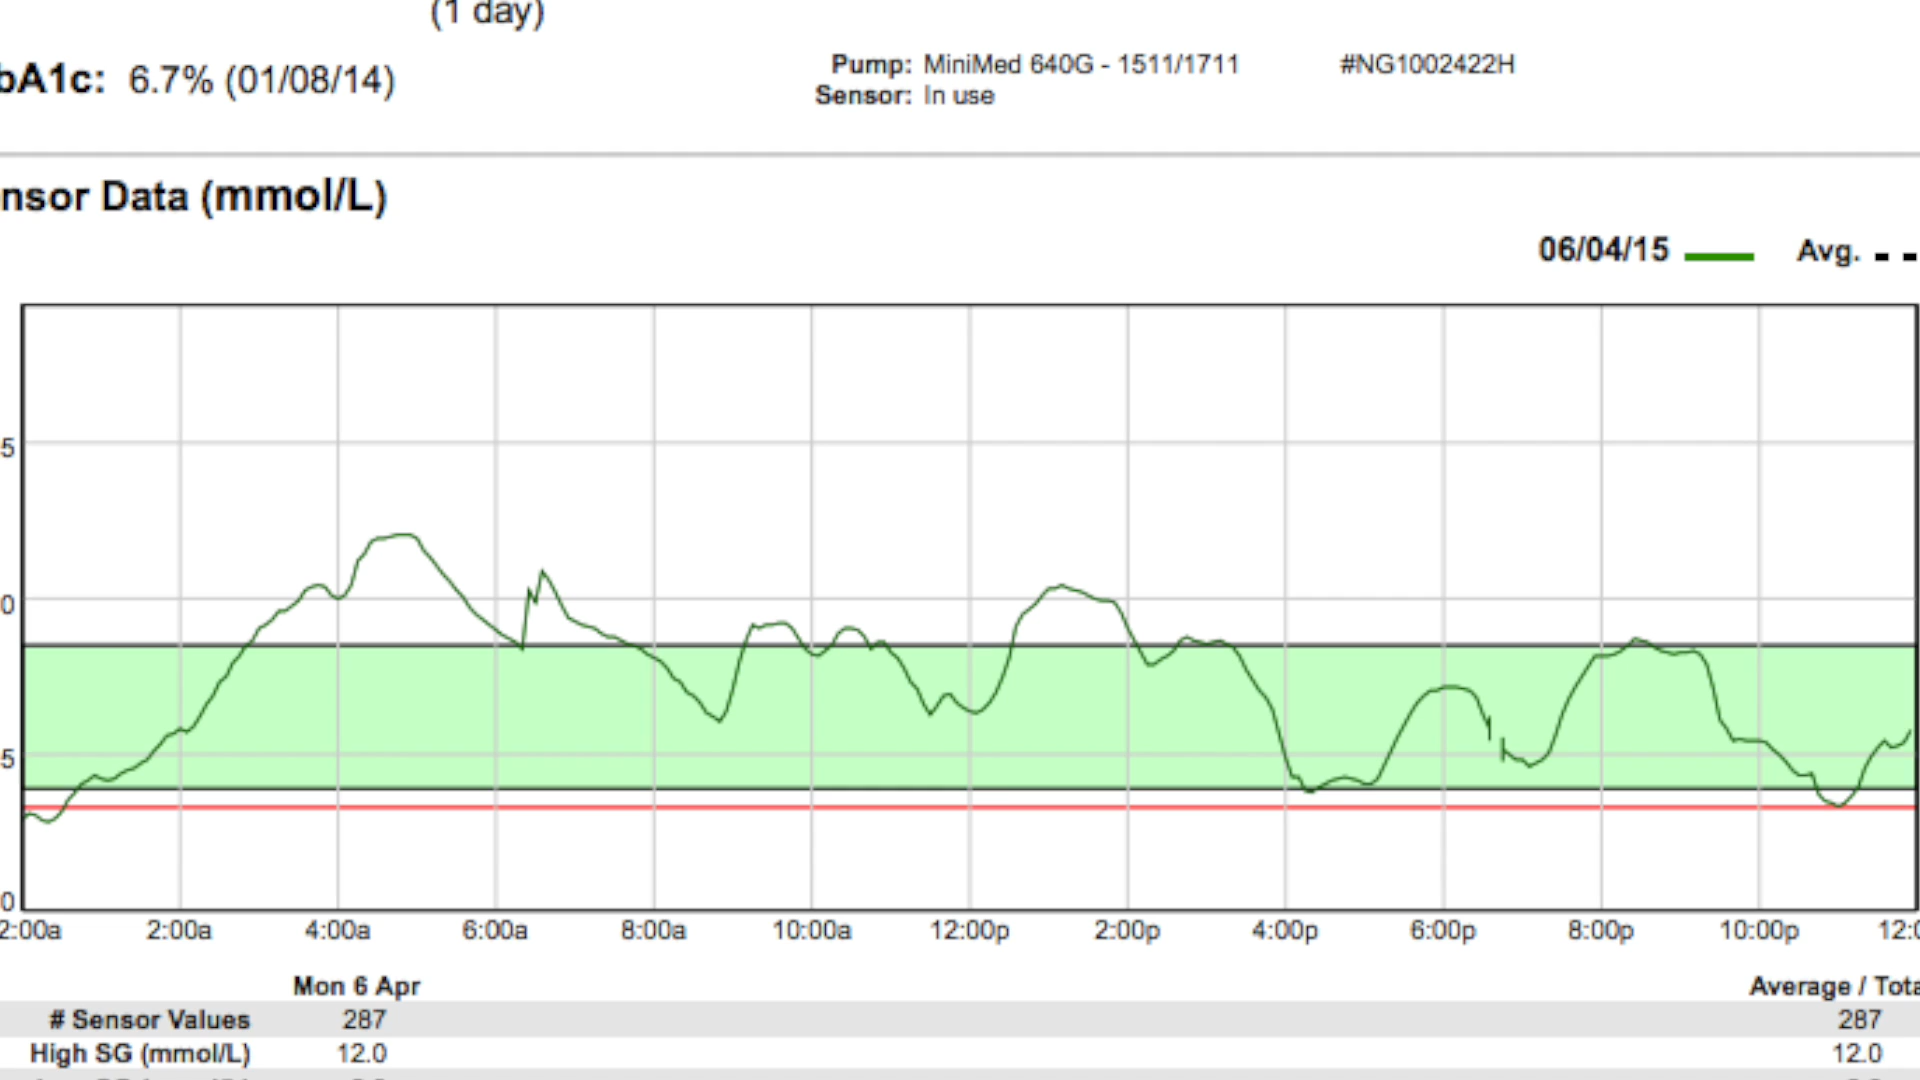 (1 day)
bA1c: 6.7% (01/08/14)
Pump: MiniMed 640G - 1511/1711 #NG1002422H
Sensor: In use
nsor Data (mmol/L)
06/04/15 Avg.
5
0
5
0
2:00a 2:00a 4:00a 6:00a 8:00a 10:00a 12:00p 2:00p 4:00p 6:00p 8:00p 10:00p 12:0
Mon 6 Apr Average / Tota
# Sensor Values 287 287
High SG (mmol/L) 12.0 12.0